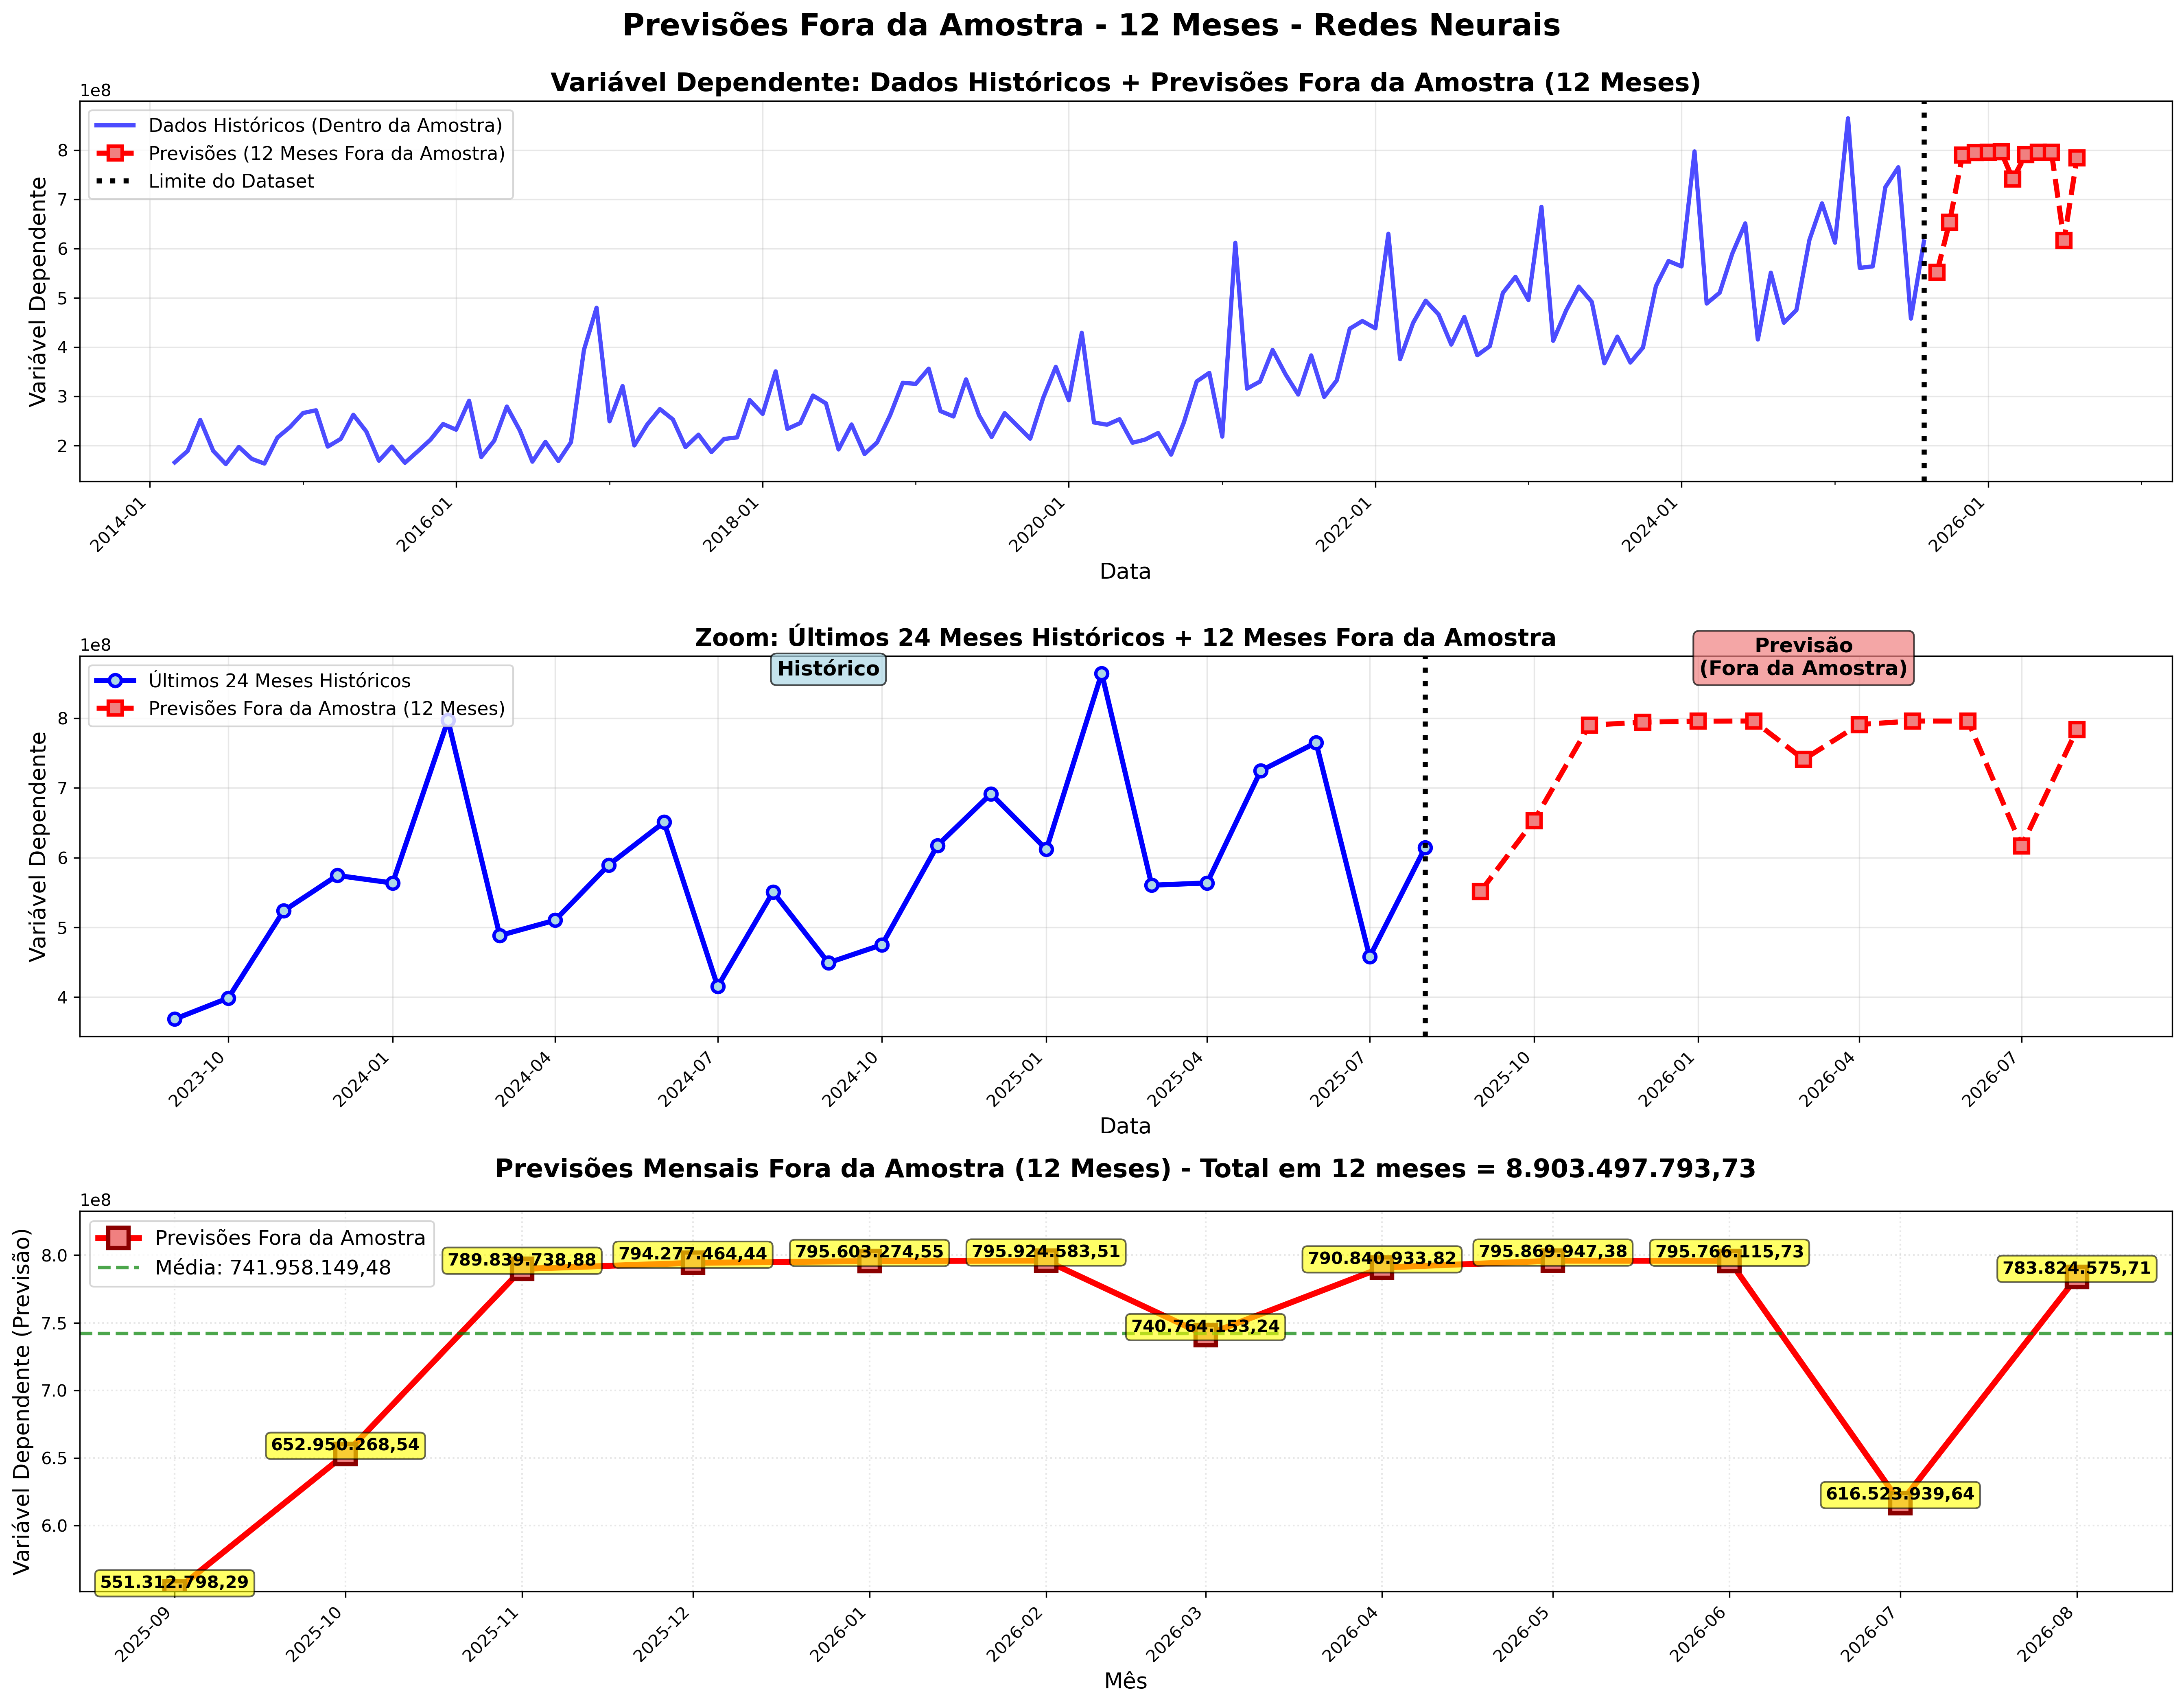 Previsões Fora da Amostra - 12 Meses - Redes Neurais
Variável Dependente: Dados Históricos + Previsões Fora da Amostra (12 Meses)
1e8
Dados Históricos (Dentro da Amostra)
Previsões (12 Meses Fora da Amostra)
Limite do Dataset
Variável Dependente
8
7
6
5
4
3
2
2014-01
2016-01
2018-01
2020-01
2022-01
2024-01
2026-01
Data
Zoom: Últimos 24 Meses Históricos + 12 Meses Fora da Amostra
1e8
Últimos 24 Meses Históricos
Previsões Fora da Amostra (12 Meses)
Histórico
Previsão
(Fora da Amostra)
Variável Dependente
8
7
6
5
4
2023-10
2024-01
2024-04
2024-07
2024-10
2025-01
2025-04
2025-07
2025-10
2026-01
2026-04
2026-07
Data
Previsões Mensais Fora da Amostra (12 Meses) - Total em 12 meses = 8.903.497.793,73
1e8
Previsões Fora da Amostra
Média: 741.958.149,48
Variável Dependente (Previsão)
8.0
7.5
7.0
6.5
6.0
551.312.798,29
652.950.268,54
789.839.738,88
794.277.464,44
795.603.274,55
795.924.583,51
740.764.153,24
790.840.933,82
795.869.947,38
795.766.115,73
616.523.939,64
783.824.575,71
2025-09
2025-10
2025-11
2025-12
2026-01
2026-02
2026-03
2026-04
2026-05
2026-06
2026-07
2026-08
Mês